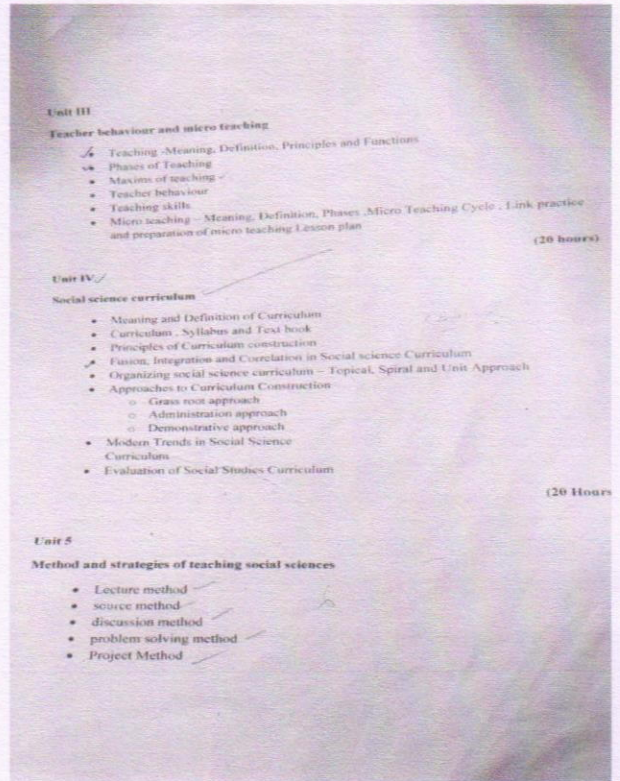 Unit III
Teacher behaviour and micro teaching
• Teaching -Meaning, Definition, Principles and Functions
• Phases of Teaching
• Maxims of teaching
• Teacher behaviour
• Teaching skills
• Micro teaching – Meaning, Definition, Phases ,Micro Teaching Cycle , Link practice
and preparation of micro teaching Lesson plan
(20 hours)
Unit IV
Social science curriculum
• Meaning and Definition of Curriculum
• Curriculum , Syllabus and Text book
• Principles of Curriculum construction
• Fusion, Integration and Correlation in Social science Curriculum
• Organizing social science curriculum – Topical, Spiral and Unit Approach
• Approaches to Curriculum Construction
o Grass root approach
o Administration approach
o Demonstrative approach
• Modern Trends in Social Science
Curriculum
• Evaluation of Social Studies Curriculum
(20 Hours
Unit 5
Method and strategies of teaching social sciences
• Lecture method
• source method
• discussion method
• problem solving method
• Project Method